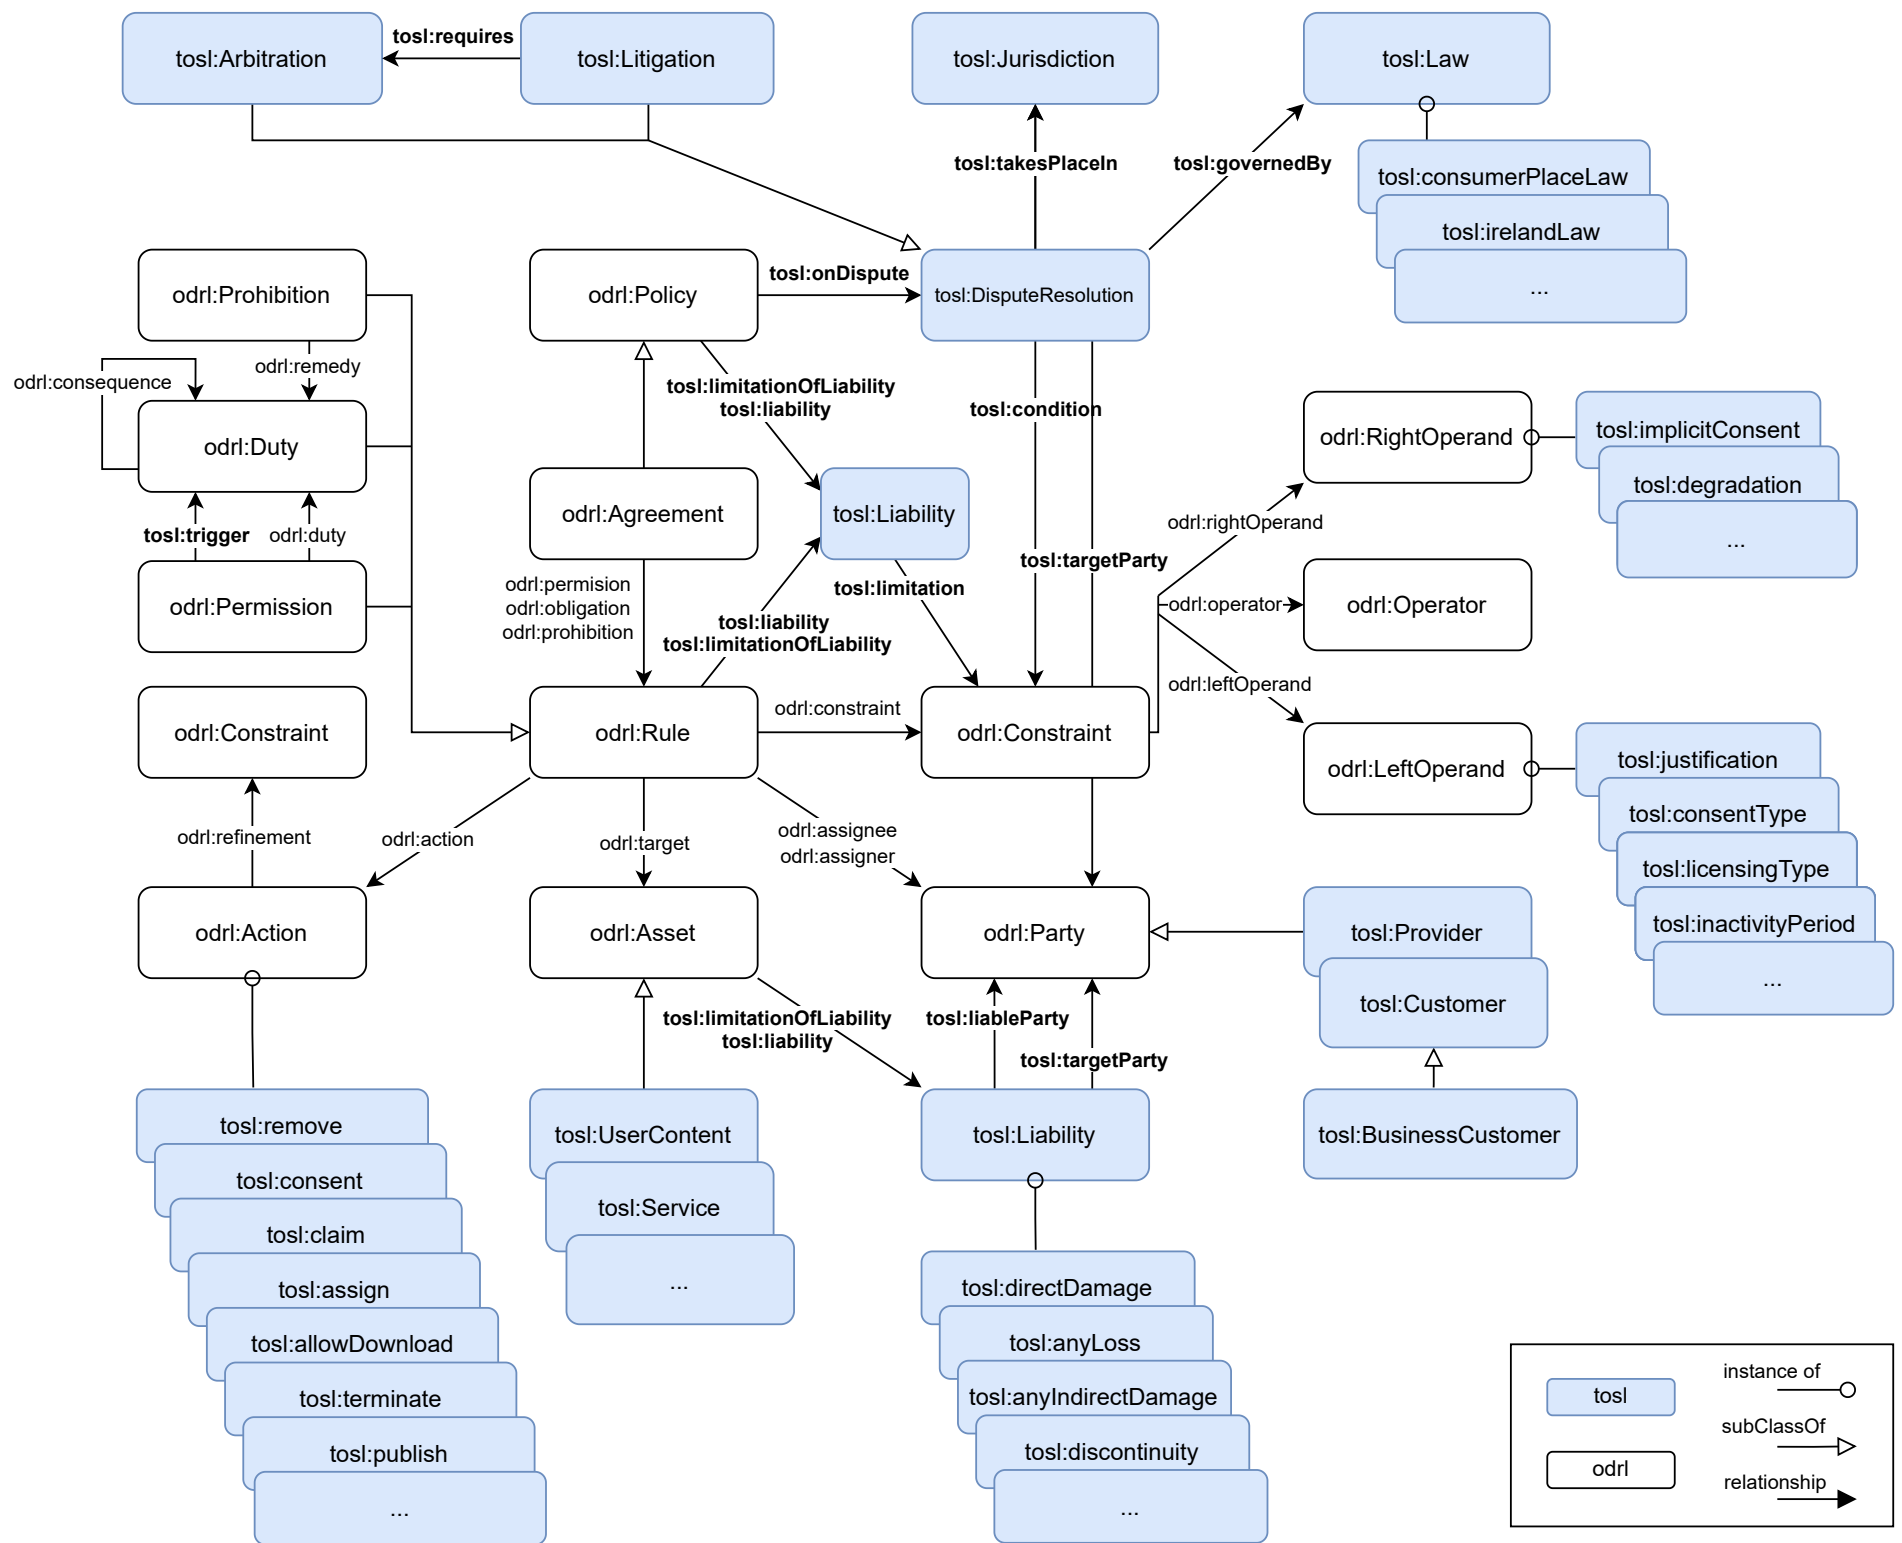 tosl:Arbitration
tosl:requires
tosl:Litigation
tosl:Jurisdiction
tosl:Law
tosl:takesPlaceIn
tosl:governedBy
tosl:consumerPlaceLaw
tosl:irelandLaw
...
odrl:Prohibition
odrl:Policy
tosl:onDispute
tosl:DisputeResolution
odrl:consequence
odrl:remedy
tosl:limitationOfLiability
tosl:liability
tosl:condition
odrl:Duty
odrl:RightOperand
tosl:implicitConsent
tosl:degradation
...
tosl:trigger
odrl:duty
odrl:Agreement
tosl:Liability
odrl:rightOperand
tosl:targetParty
odrl:Permission
odrl:permision
odrl:obligation
odrl:prohibition
tosl:limitation
tosl:liability
tosl:limitationOfLiability
odrl:operator
odrl:Operator
odrl:leftOperand
odrl:Constraint
odrl:Rule
odrl:constraint
odrl:Constraint
odrl:LeftOperand
tosl:justification
tosl:consentType
tosl:licensingType
tosl:inactivityPeriod
...
odrl:refinement
odrl:action
odrl:target
odrl:assignee
odrl:assigner
odrl:Action
odrl:Asset
odrl:Party
tosl:Provider
tosl:Customer
tosl:limitationOfLiability
tosl:liability
tosl:liableParty
tosl:targetParty
tosl:remove
tosl:consent
tosl:claim
tosl:assign
tosl:allowDownload
tosl:terminate
tosl:publish
...
tosl:UserContent
tosl:Service
...
tosl:Liability
tosl:BusinessCustomer
tosl:directDamage
tosl:anyLoss
tosl:anyIndirectDamage
tosl:discontinuity
...
tosl
odrl
instance of
subClassOf
relationship